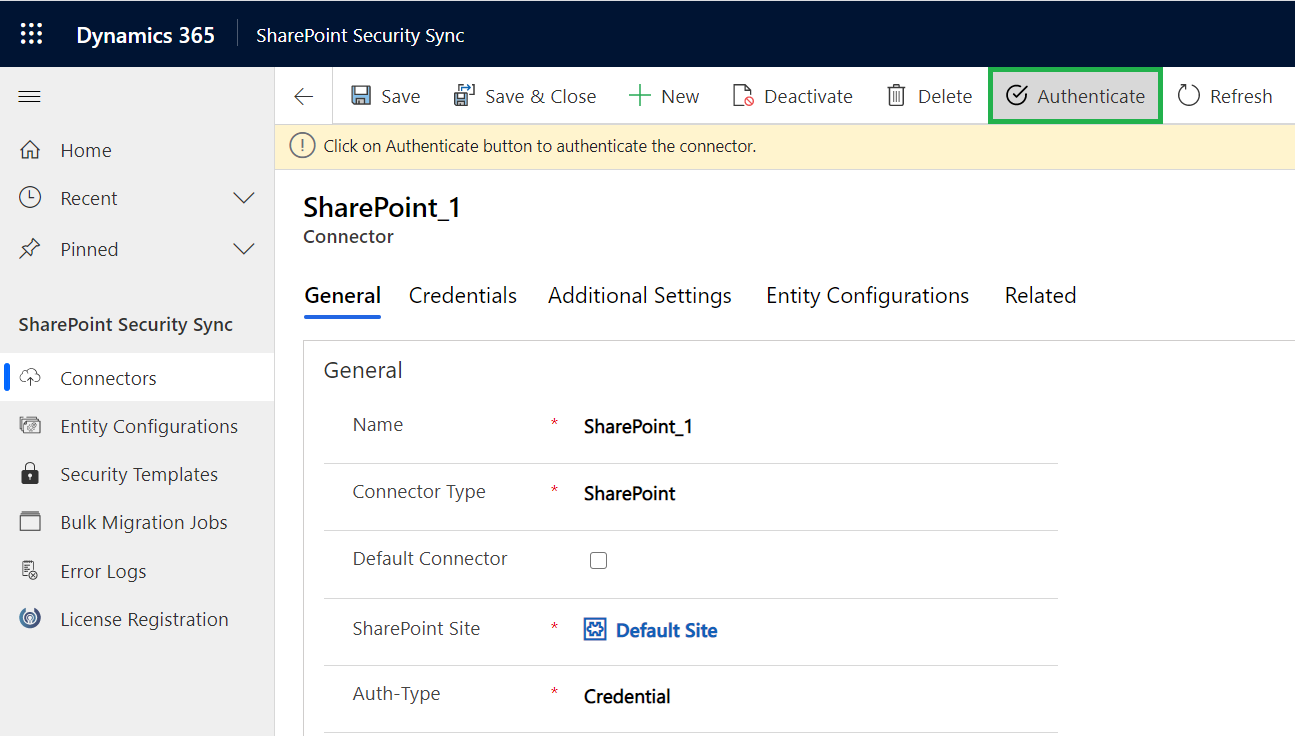 Dynamics 365 SharePoint Security Sync
Save Save & Close New Deactivate Delete Authenticate Refresh
Click on Authenticate button to authenticate the connector.
Home
Recent
Pinned
SharePoint Security Sync
Connectors
Entity Configurations
Security Templates
Bulk Migration Jobs
Error Logs
License Registration
SharePoint_1
Connector
General Credentials Additional Settings Entity Configurations Related
General
Name * SharePoint_1
Connector Type * SharePoint
Default Connector
SharePoint Site * Default Site
Auth-Type * Credential